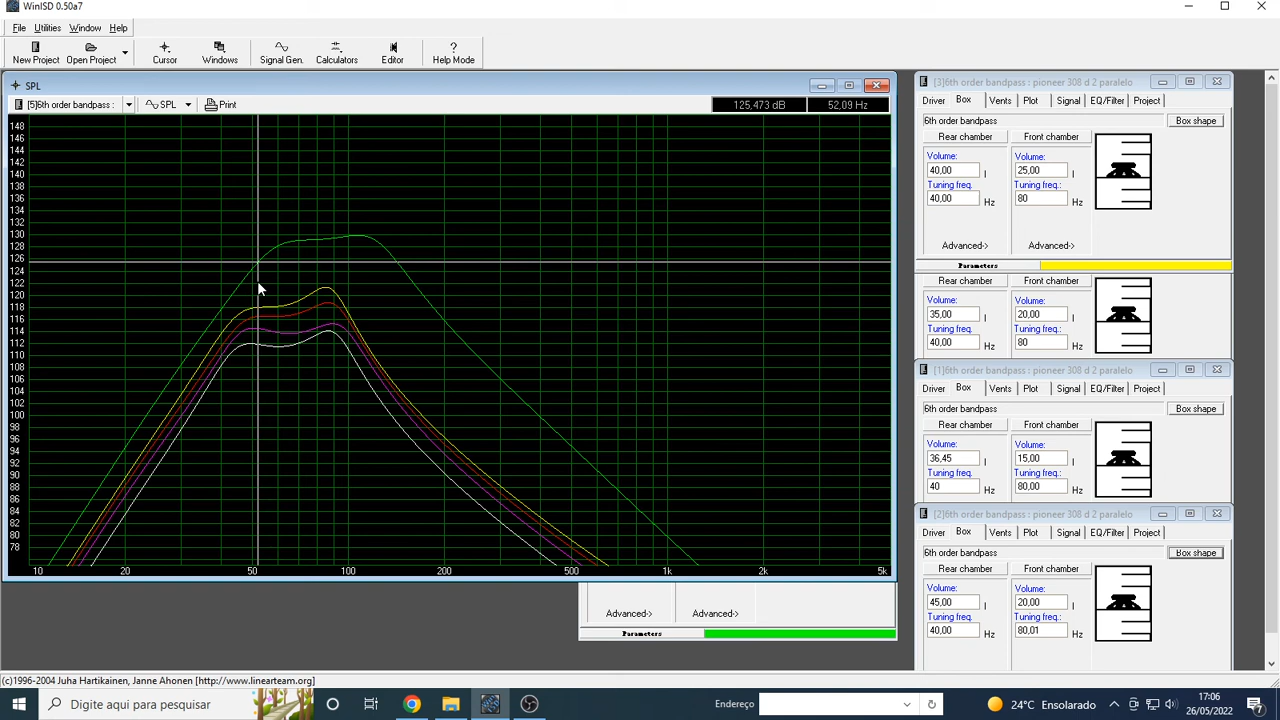 WinISD 0.50a7
File Utilities Window Help
New Project Open Project Cursor Windows Signal Gen. Calculators Editor Help Mode
SPL
[5]6th order bandpass : SPL Print 125,473 dB 52,09 Hz
148
146
144
142
140
138
136
134
132
130
128
126
124
122
120
118
116
114
112
110
108
106
104
102
100
98
96
94
92
90
88
86
84
82
80
78
10 20 50 100 200 500 1k 2k 5k
Advanced-> Advanced->
Parameters
[3]6th order bandpass : pioneer 308 d 2 paralelo
Driver Box Vents Plot Signal EQ/Filter Project
6th order bandpass Box shape
Rear chamber Front chamber
Volume: Volume:
40,00 l 25,00 l
Tuning freq. Tuning freq.:
40,00 Hz 80 Hz
Advanced-> Advanced->
Parameters
Rear chamber Front chamber
Volume: Volume:
35,00 l 20,00 l
Tuning freq. Tuning freq.:
40,00 Hz 80 Hz
[1]6th order bandpass : pioneer 308 d 2 paralelo
Driver Box Vents Plot Signal EQ/Filter Project
6th order bandpass Box shape
Rear chamber Front chamber
Volume: Volume:
36,45 l 15,00 l
Tuning freq. Tuning freq.:
40 Hz 80,00 Hz
[2]6th order bandpass : pioneer 308 d 2 paralelo
Driver Box Vents Plot Signal EQ/Filter Project
6th order bandpass Box shape
Rear chamber Front chamber
Volume: Volume:
45,00 l 20,00 l
Tuning freq. Tuning freq.:
40,00 Hz 80,01 Hz
(c)1996-2004 Juha Hartikainen, Janne Ahonen [http://www.linearteam.org]
Digite aqui para pesquisar
Endereço
24°C Ensolarado
17:06
26/05/2022
7